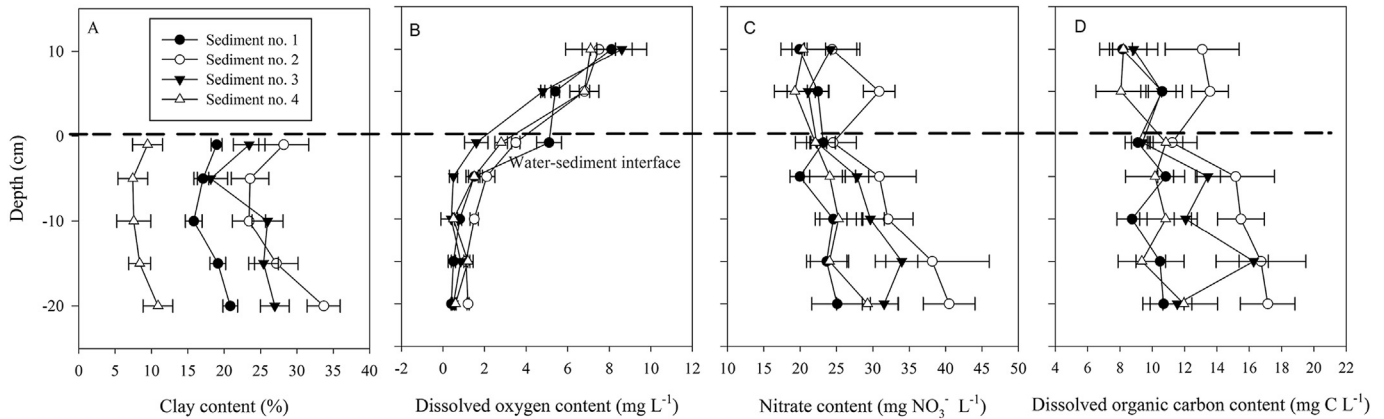 A
Sediment no. 1
Sediment no. 2
Sediment no. 3
Sediment no. 4
B
C
D
10
0
-10
-20
Depth (cm)
Water-sediment interface
0 5 10 15 20 25 30 35 40
-2 0 2 4 6 8 10 12
10 15 20 25 30 35 40 45 50
4 6 8 10 12 14 16 18 20 22
Clay content (%)
Dissolved oxygen content (mg L⁻¹)
Nitrate content (mg NO₃⁻ L⁻¹)
Dissolved organic carbon content (mg C L⁻¹)